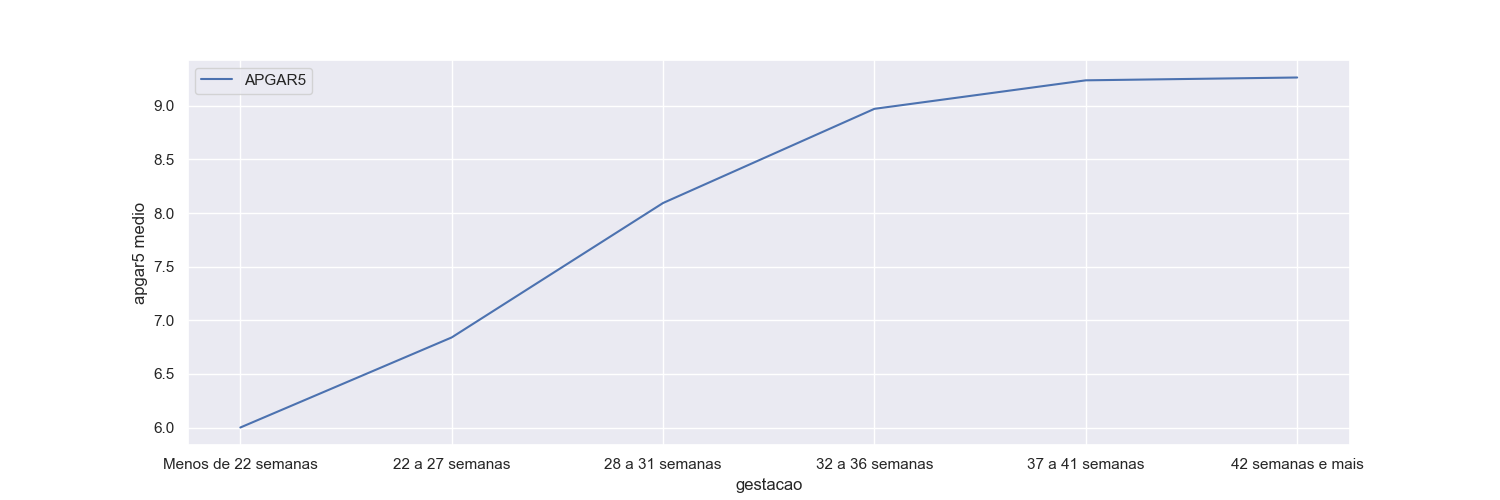 APGAR5
9.0
8.5
8.0
7.5
7.0
6.5
6.0
apgar5 medio
Menos de 22 semanas
22 a 27 semanas
28 a 31 semanas
32 a 36 semanas
37 a 41 semanas
42 semanas e mais
gestacao